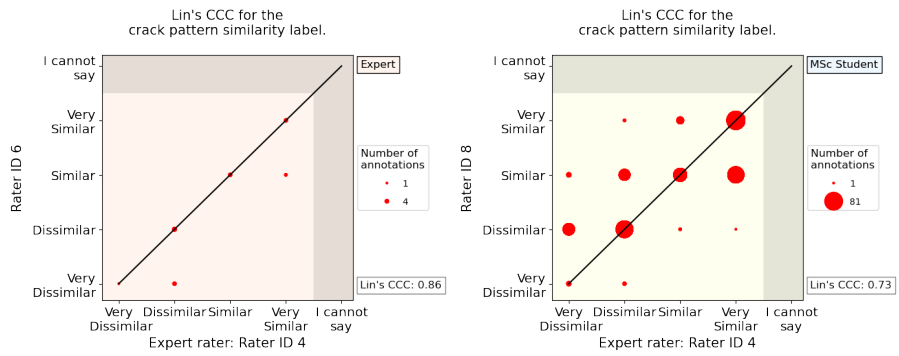 Lin's CCC for the
crack pattern similarity label.
I cannot
say
Very
Similar
Similar
Dissimilar
Very
Dissimilar
Rater ID 6
Very
Dissimilar
Dissimilar
Similar
Very
Similar
I cannot
say
Expert rater: Rater ID 4
Expert
Number of
annotations
1
4
Lin's CCC: 0.86
Lin's CCC for the
crack pattern similarity label.
I cannot
say
Very
Similar
Similar
Dissimilar
Very
Dissimilar
Rater ID 8
Very
Dissimilar
Dissimilar
Similar
Very
Similar
I cannot
say
Expert rater: Rater ID 4
MSc Student
Number of
annotations
1
81
Lin's CCC: 0.73